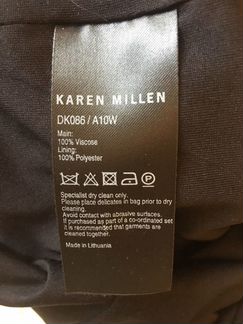 KAREN MILLEN
DK086 / A10W
Main:
100% Viscose
Lining:
100% Polyester
Specialist dry clean only.
Please place delicates in bag prior to dry
cleaning.
Avoid contact with abrasive surfaces.
If purchased as part of a co-ordinated set
it is recommended that garments are
cleaned together.
Made in Lithuania